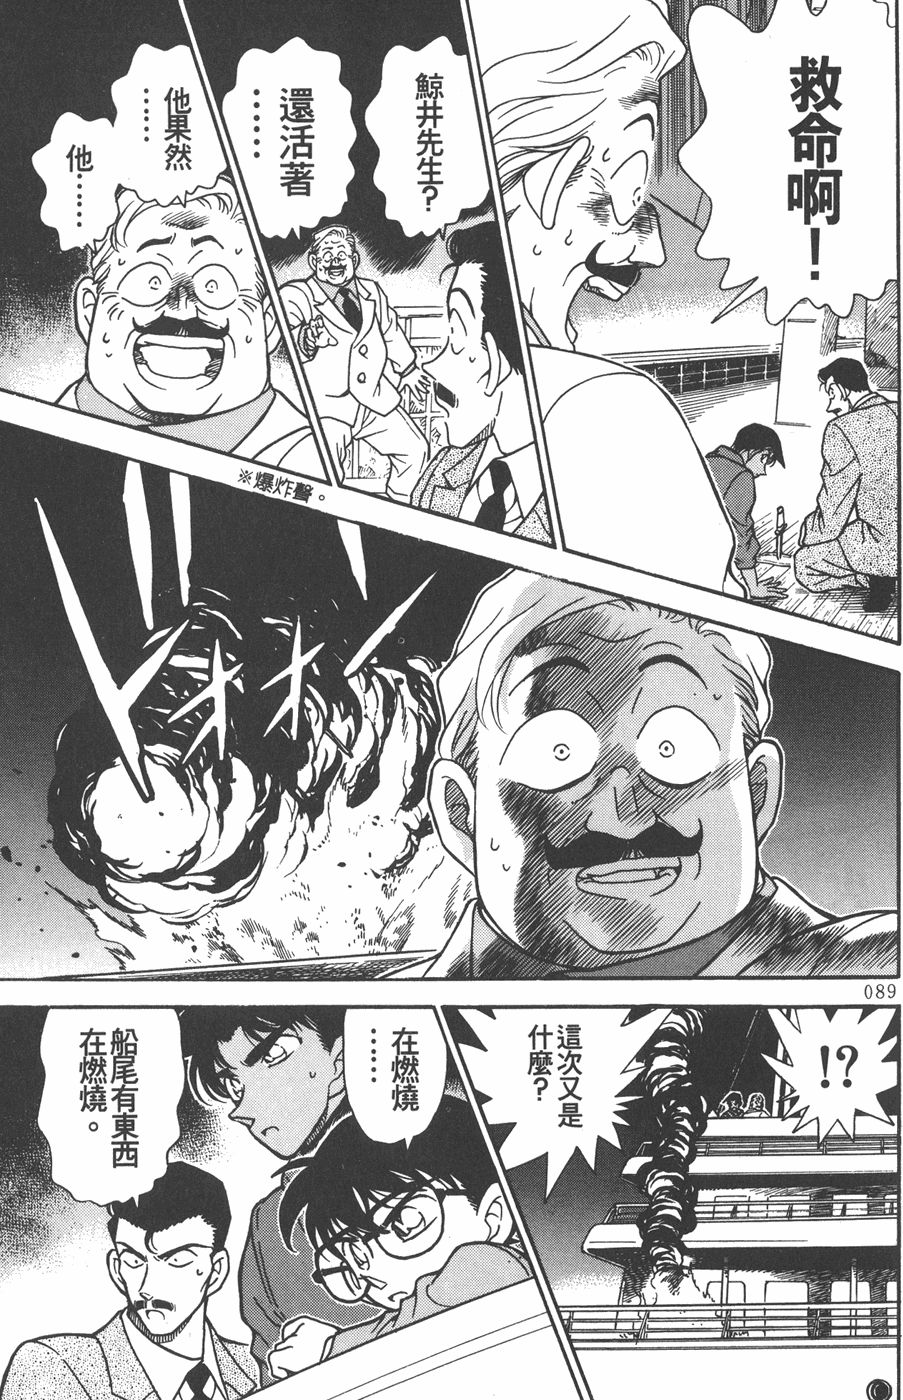 救命啊！
鯨井先生？
還活著
……
他果然
……
他……
※爆炸聲。
ドオオン
089
!?
這次又是
什麼？
在燃燒
……
船尾有東西
在燃燒。